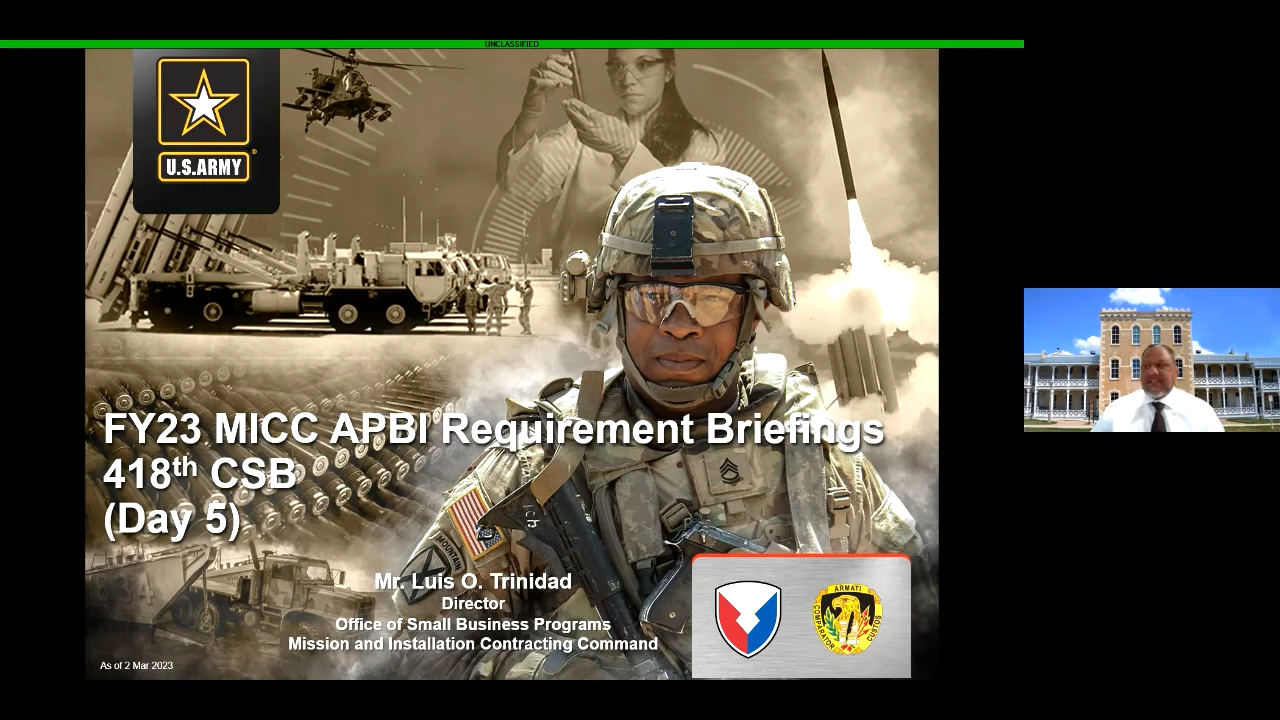 UNCLASSIFIED
U.S.ARMY
®
FY23 MICC APBI Requirement Briefings
418th CSB
(Day 5)
MOUNTAIN
Mr. Luis O. Trinidad
Director
Office of Small Business Programs
Mission and Installation Contracting Command
ARMATI
COMPARATOR
CUSTOS
As of 2 Mar 2023